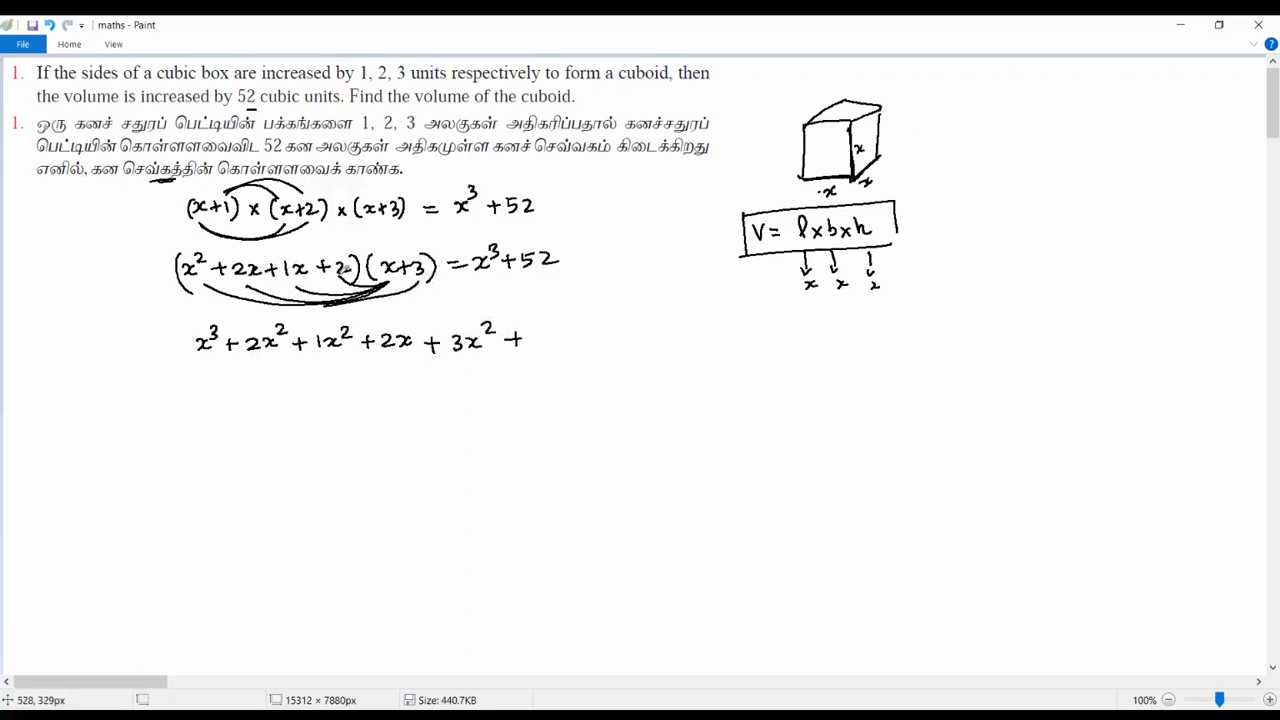 maths - Paint
File Home View
1. If the sides of a cubic box are increased by 1, 2, 3 units respectively to form a cuboid, then
the volume is increased by 52 cubic units. Find the volume of the cuboid.
1. ஒரு கனச் சதுரப் பெட்டியின் பக்கங்களை 1, 2, 3 அலகுகள் அதிகரிப்பதால் கனச்சதுரப்
பெட்டியின் கொள்ளளவைவிட 52 கன அலகுகள் அதிகமுள்ள கனச் செவ்வகம் கிடைக்கிறது
எனில், கன செவ்கத்தின் கொள்ளளவைக் காண்க.
(x+1) × (x+2) × (x+3) = x³ + 52
(x² + 2x + 1x + 2)(x+3) = x³ + 52
x³ + 2x² + 1x² + 2x + 3x² +
x
x x
V = l × b × h
x x x
528, 329px 15312 × 7880px Size: 440.7KB 100%